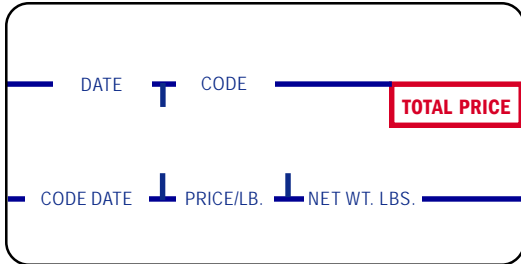 DATE CODE
TOTAL PRICE
CODE DATE PRICE/LB. NET WT. LBS.